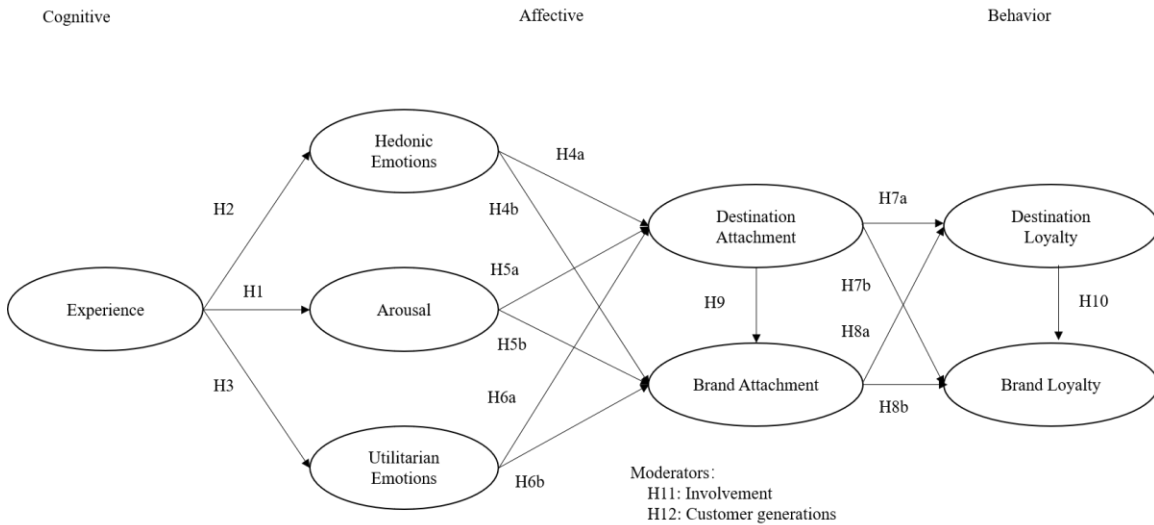 Cognitive
Affective
Behavior
Hedonic
Emotions
H4a
H2
H4b
H7a
Destination
Attachment
Destination
Loyalty
H5a
H1
H7b
Experience
Arousal
H9
H10
H8a
H5b
H3
H6a
Brand Attachment
Brand Loyalty
H8b
Utilitarian
Emotions
H6b
Moderators:
H11: Involvement
H12: Customer generations